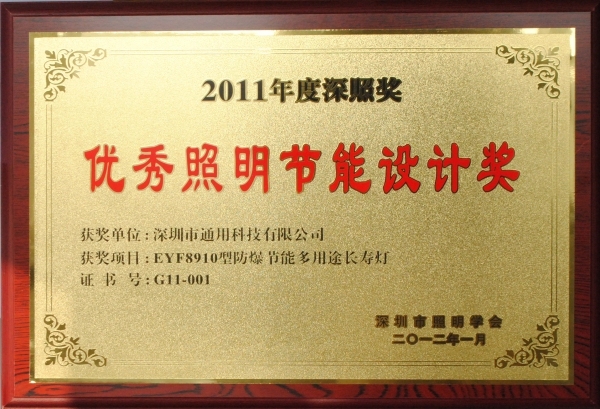 2011年度深照奖
优秀照明节能设计奖
获奖单位：深圳市通用科技有限公司
获奖项目：EYF8910型防爆节能多用途长寿灯
证 书 号：G11-001
深圳市照明学会
二〇一二年一月